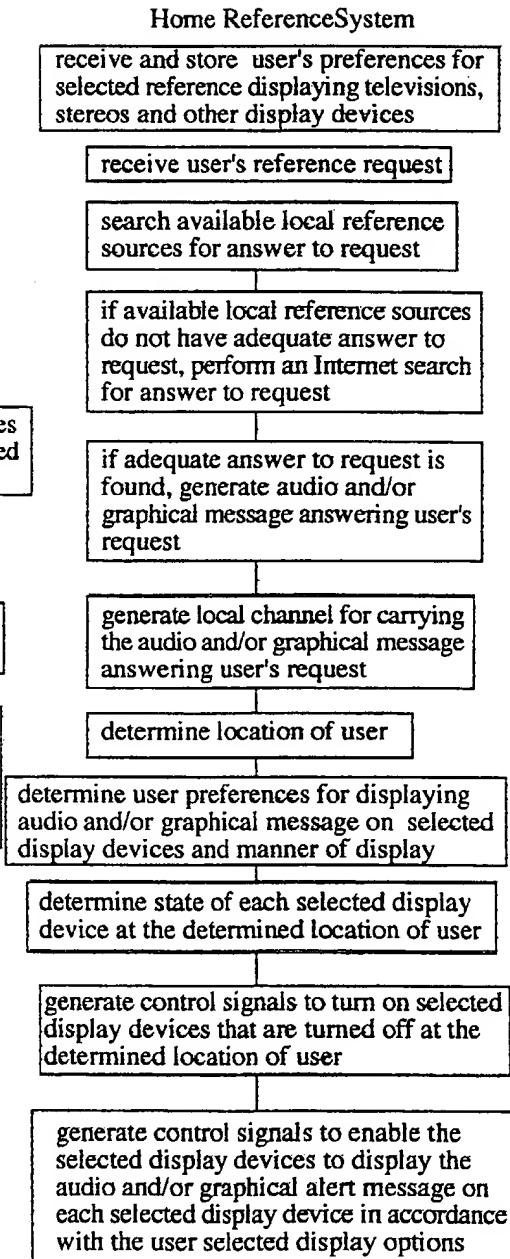 Home ReferenceSystem
receive and store user's preferences for
selected reference displaying televisions,
stereos and other display devices
receive user's reference request
search available local reference
sources for answer to request
if available local reference sources
do not have adequate answer to
request, perform an Internet search
for answer to request
es
ed
if adequate answer to request is
found, generate audio and/or
graphical message answering user's
request
generate local channel for carrying
the audio and/or graphical message
answering user's request
determine location of user
determine user preferences for displaying
audio and/or graphical message on selected
display devices and manner of display
determine state of each selected display
device at the determined location of user
generate control signals to turn on selected
display devices that are turned off at the
determined location of user
generate control signals to enable the
selected display devices to display the
audio and/or graphical alert message on
each selected display device in accordance
with the user selected display options